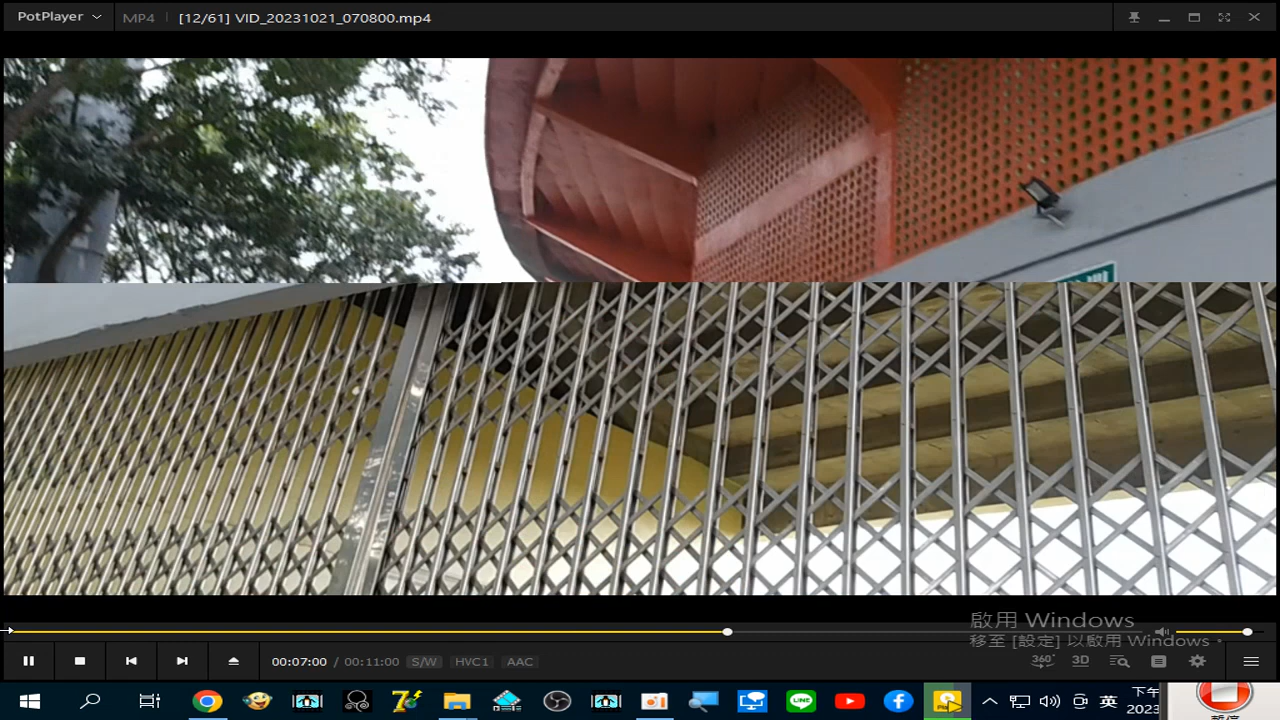 PotPlayer
MP4
[12/61] VID_20231021_070800.mp4
啟用 Windows
移至 [設定] 以啟用 Windows。
00:07:00 / 00:11:00 S/W HVC1 AAC
360° 3D
LINE
英
下午
2023